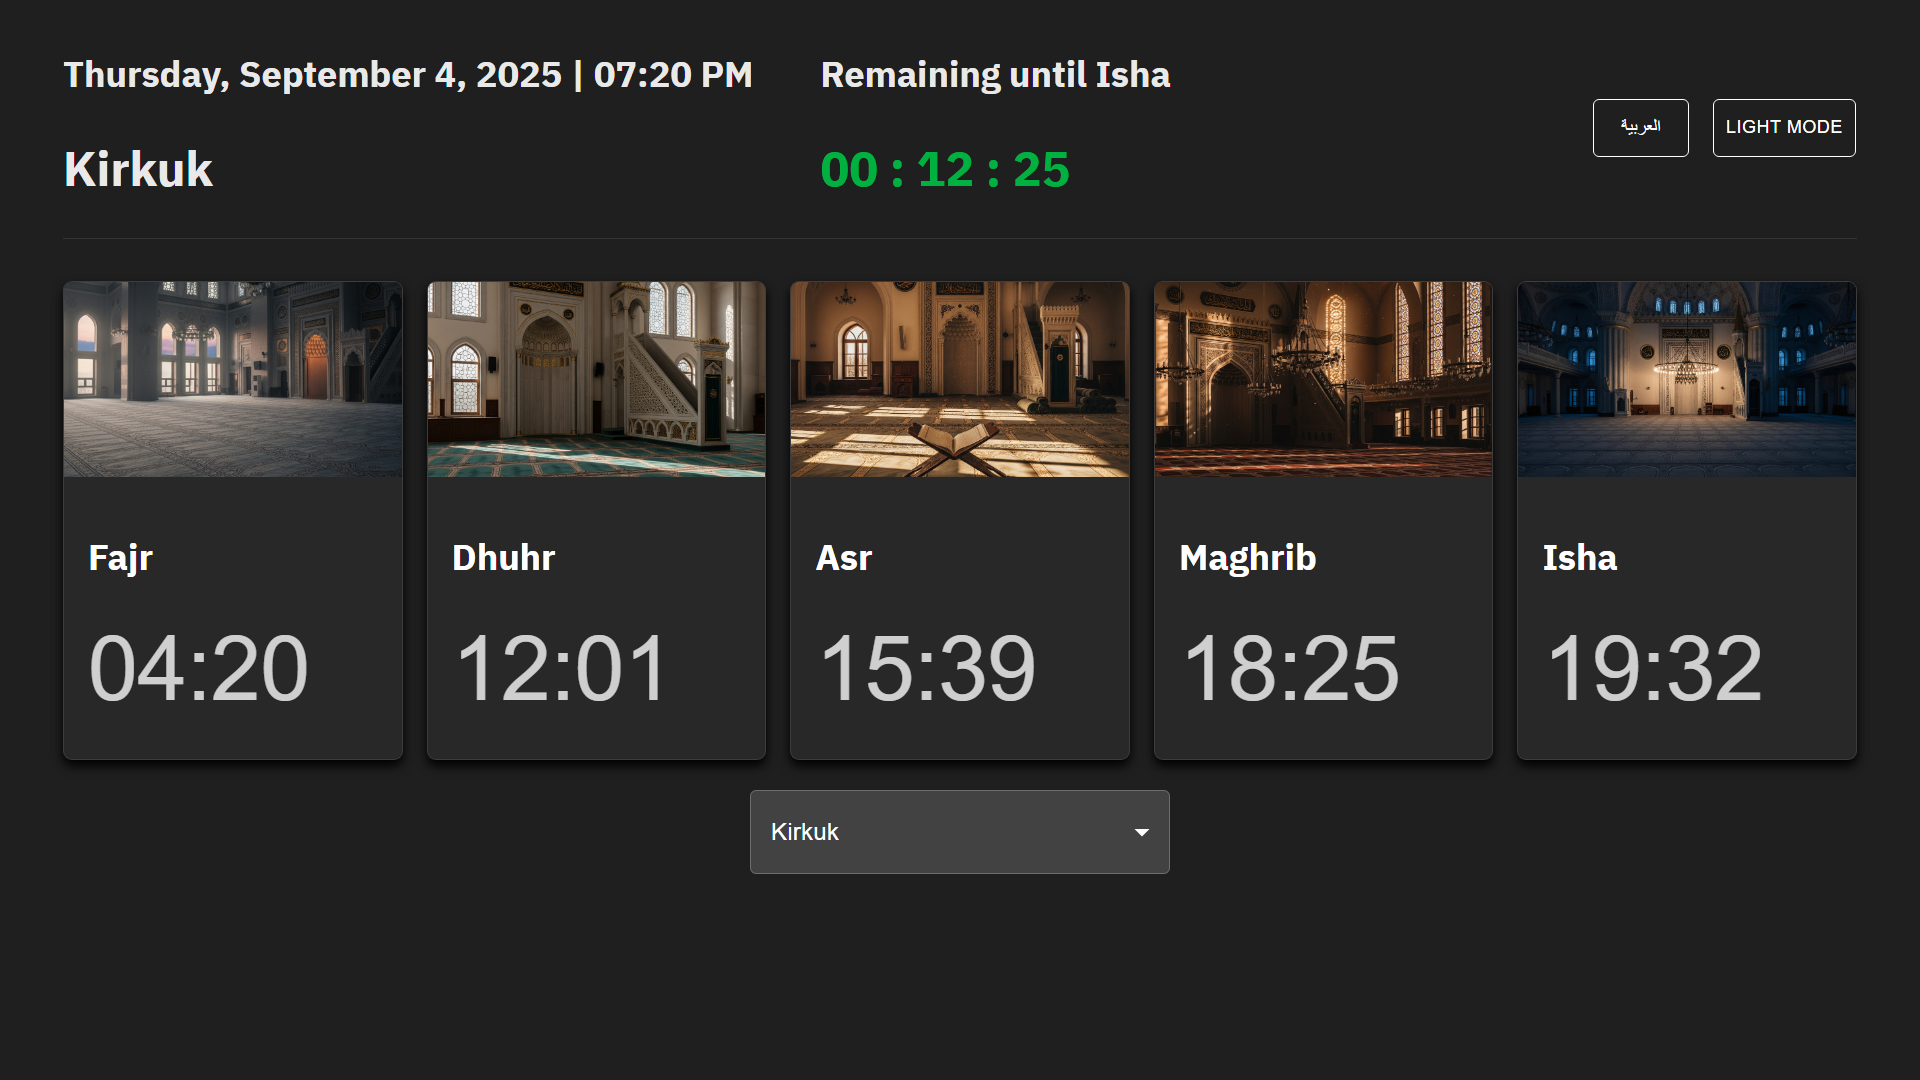 Thursday, September 4, 2025 | 07:20 PM
Remaining until Isha
Kirkuk
00 : 12 : 25
العربية
LIGHT MODE
Fajr
04:20
Dhuhr
12:01
Asr
15:39
Maghrib
18:25
Isha
19:32
Kirkuk